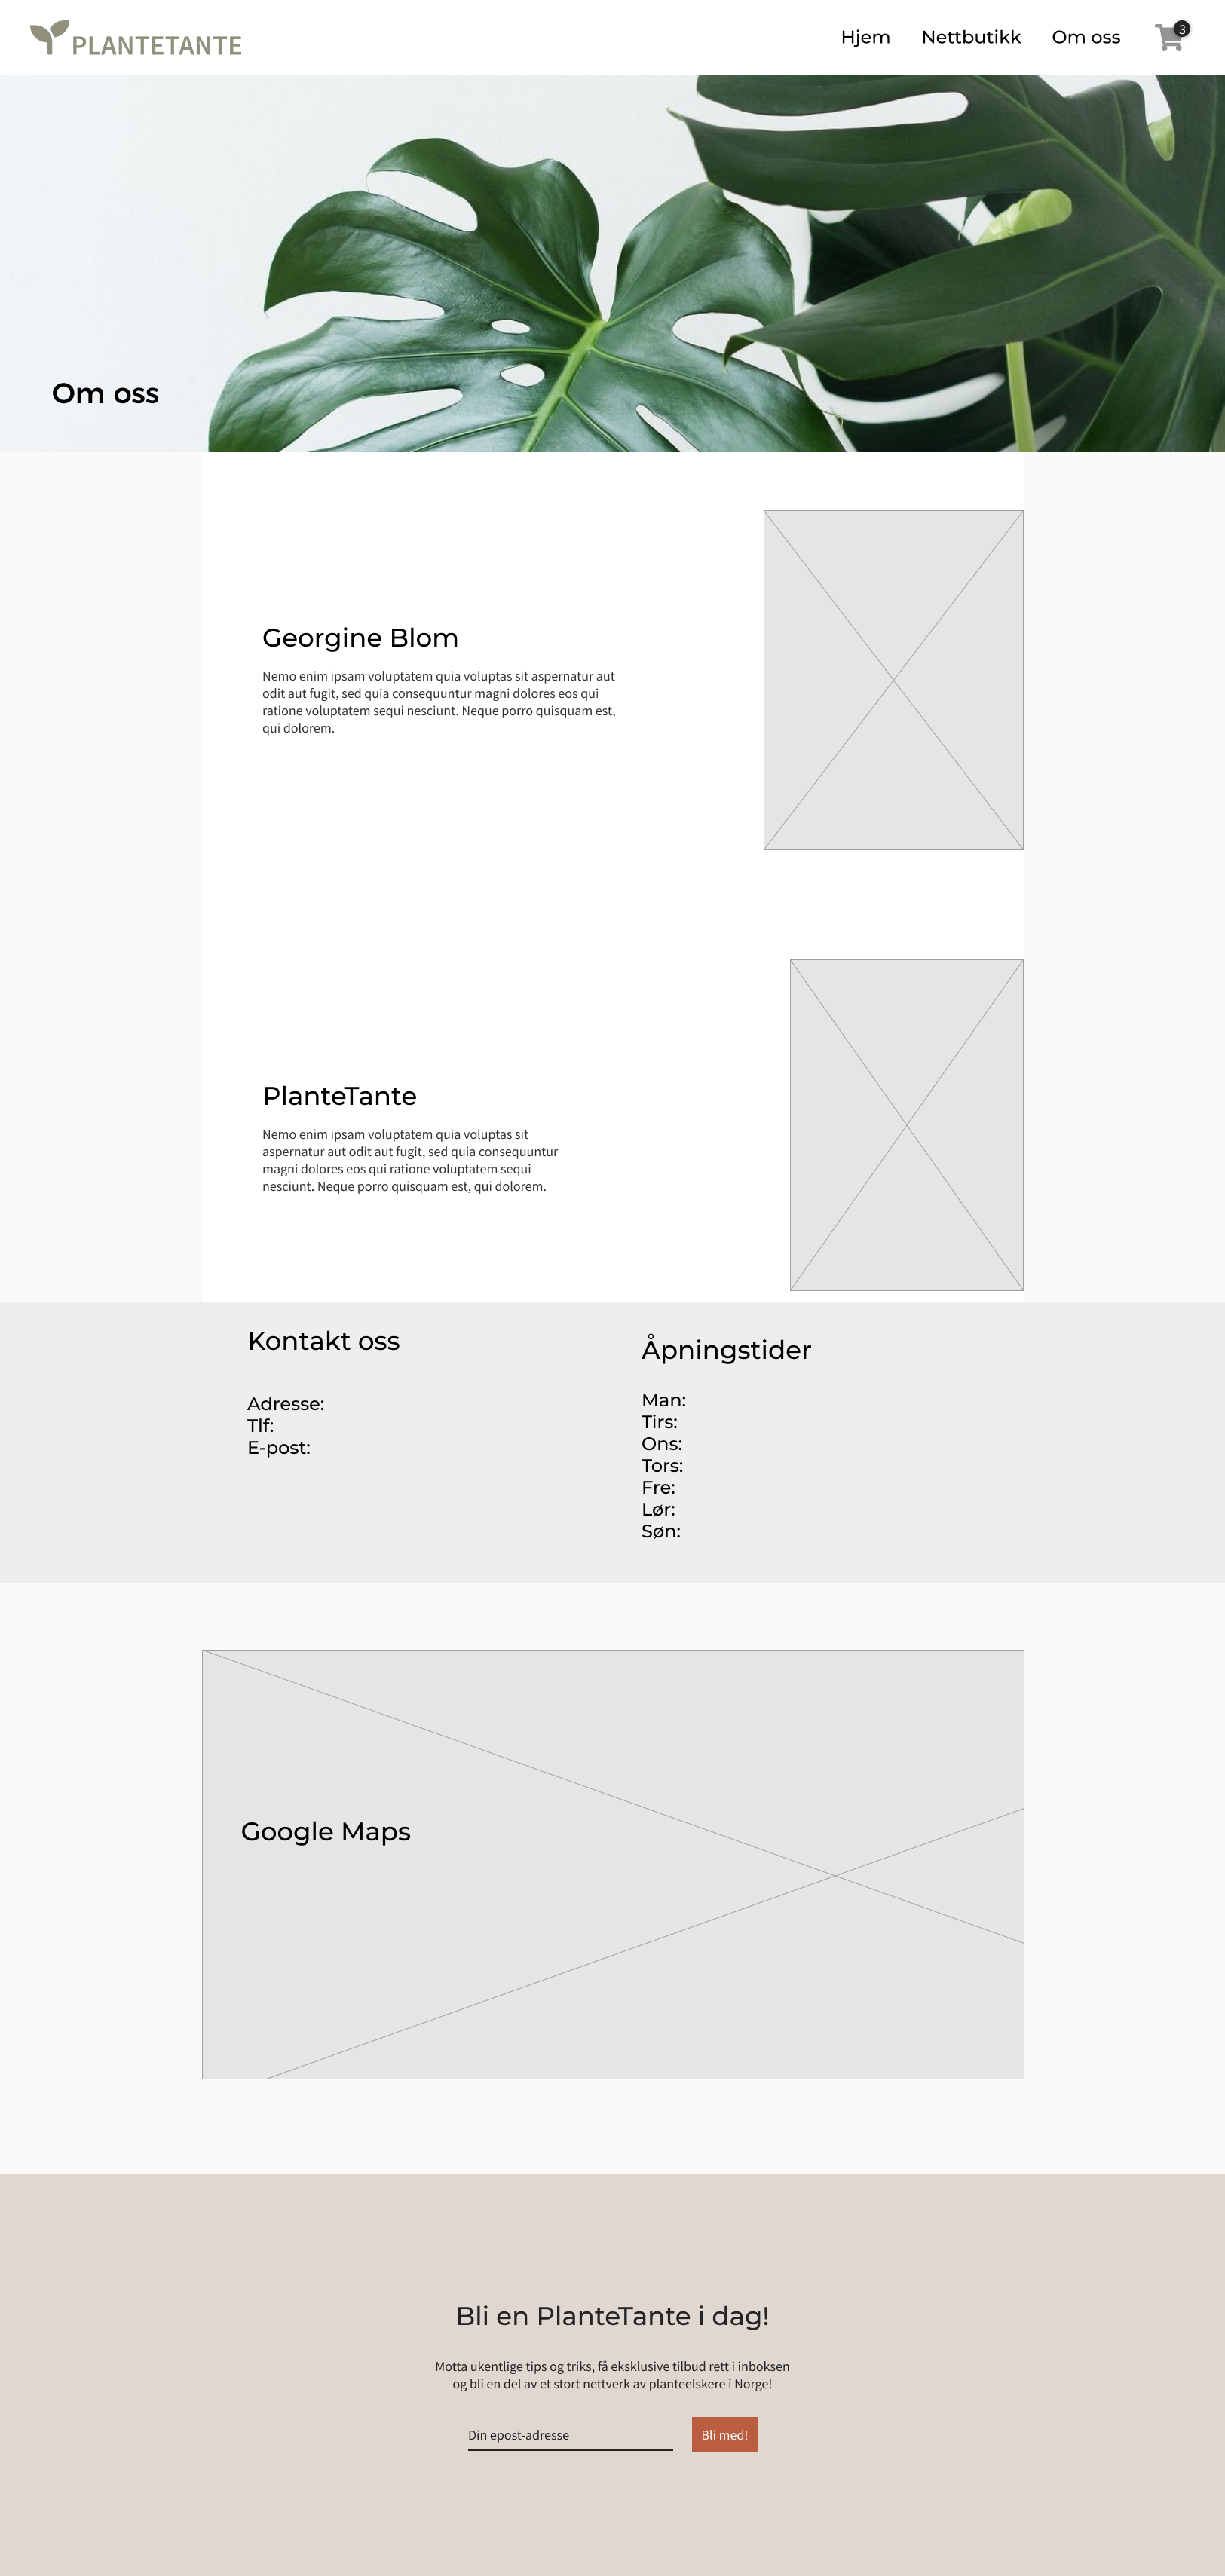 PLANTETANTE
Hjem Nettbutikk Om oss 3
Om oss
Georgine Blom
Nemo enim ipsam voluptatem quia voluptas sit aspernatur aut
odit aut fugit, sed quia consequuntur magni dolores eos qui
ratione voluptatem sequi nesciunt. Neque porro quisquam est,
qui dolorem.
PlanteTante
Nemo enim ipsam voluptatem quia voluptas sit
aspernatur aut odit aut fugit, sed quia consequuntur
magni dolores eos qui ratione voluptatem sequi
nesciunt. Neque porro quisquam est, qui dolorem.
Kontakt oss
Adresse:
Tlf:
E-post:
Åpningstider
Man:
Tirs:
Ons:
Tors:
Fre:
Lør:
Søn:
Google Maps
Bli en PlanteTante i dag!
Motta ukentlige tips og triks, få eksklusive tilbud rett i inboksen
og bli en del av et stort nettverk av planteelskere i Norge!
Din epost-adresse
Bli med!